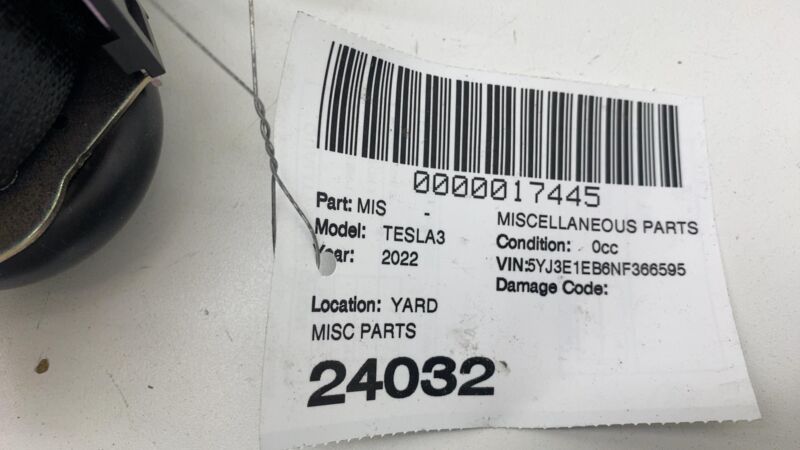 0000017445
Part: MIS - MISCELLANEOUS PARTS
Model: TESLA3 Condition: 0cc
Year: 2022 VIN:5YJ3E1EB6NF366595
Damage Code:
Location: YARD
MISC PARTS
24032